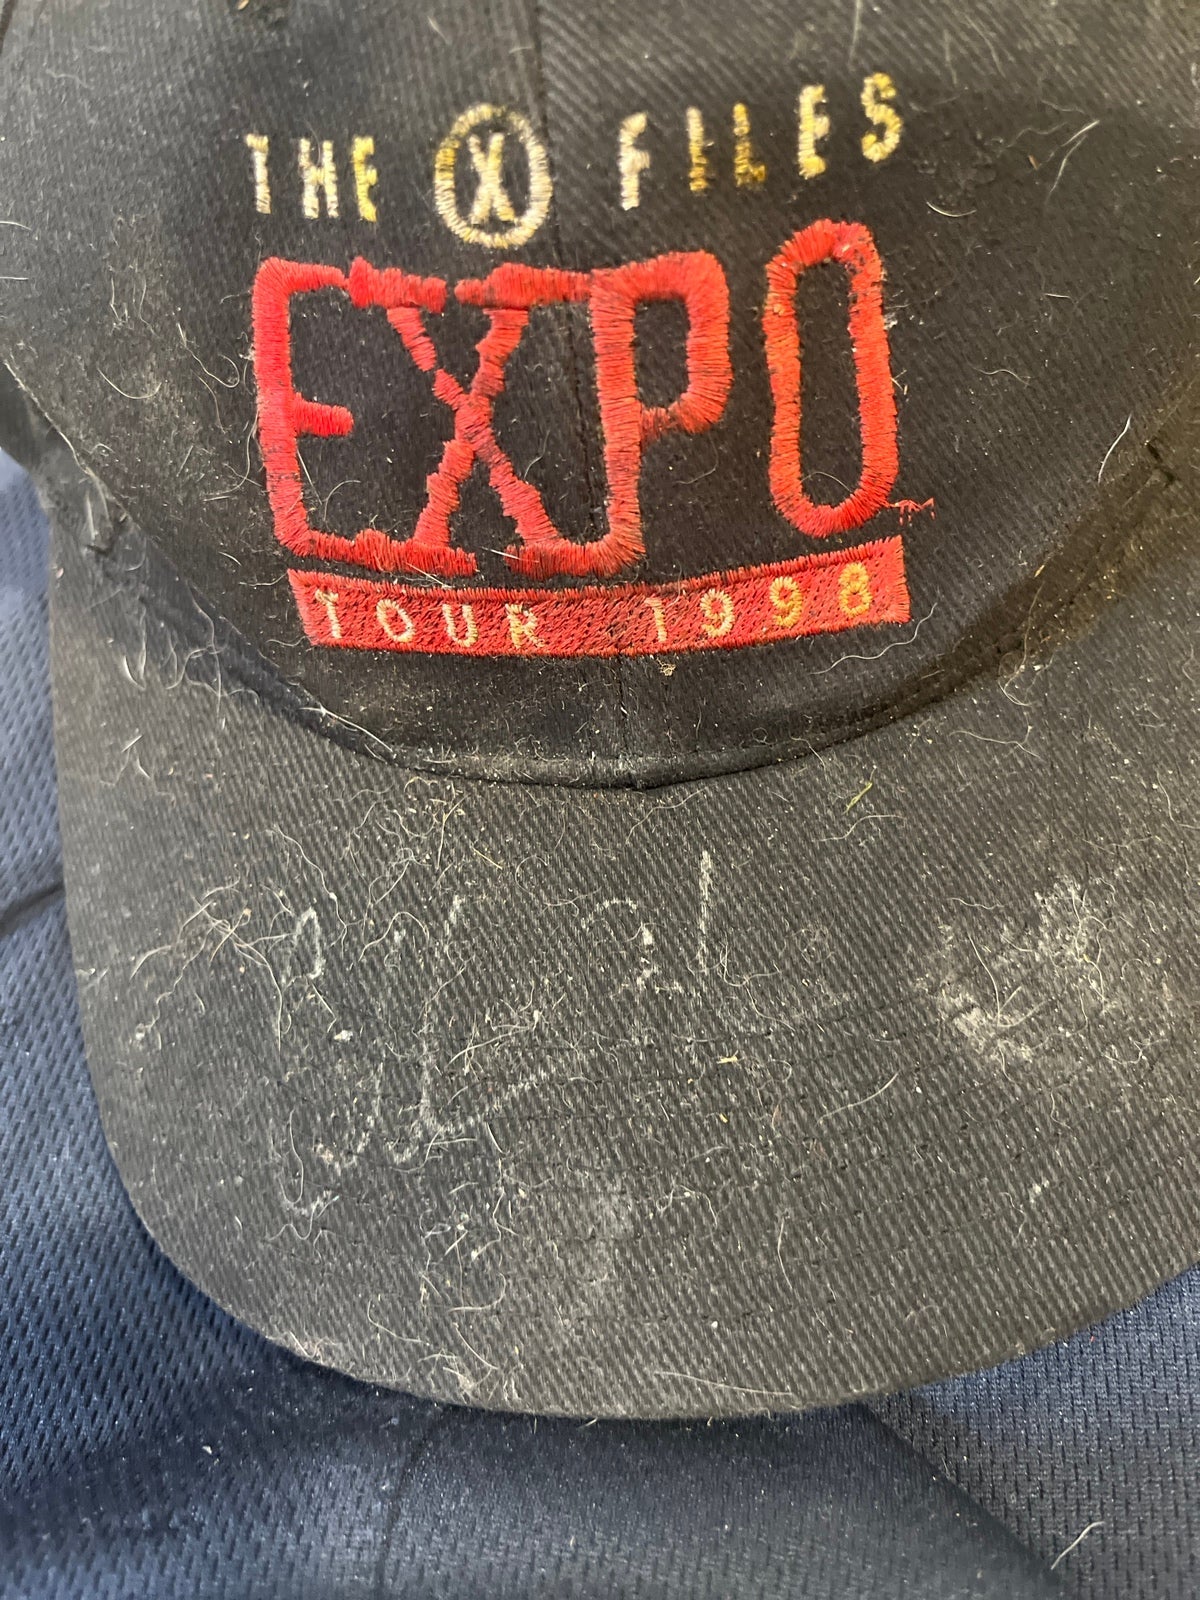 THE X FILES
EXPO
TOUR 1998